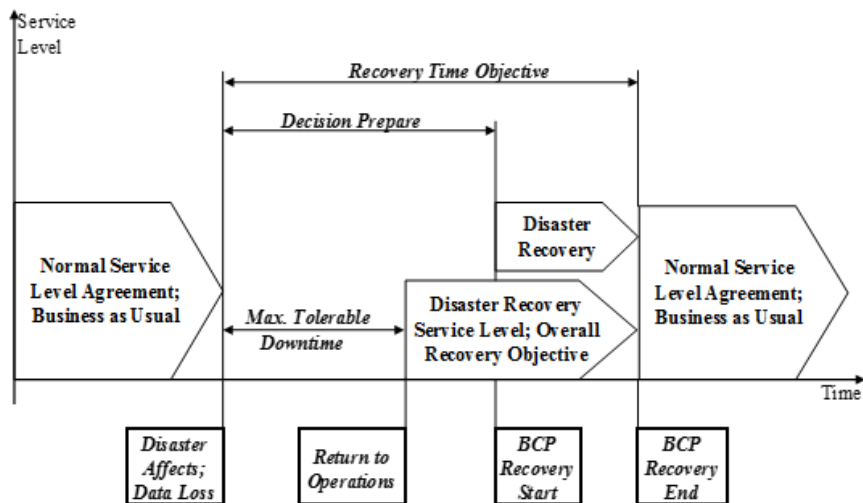 Service
Level
Recovery Time Objective
Decision Prepare
Disaster
Recovery
Normal Service
Level Agreement;
Business as Usual
Max. Tolerable
Downtime
Disaster Recovery
Service Level; Overall
Recovery Objective
Normal Service
Level Agreement;
Business as Usual
Time
Disaster
Affects;
Data Loss
Return to
Operations
BCP
Recovery
Start
BCP
Recovery
End